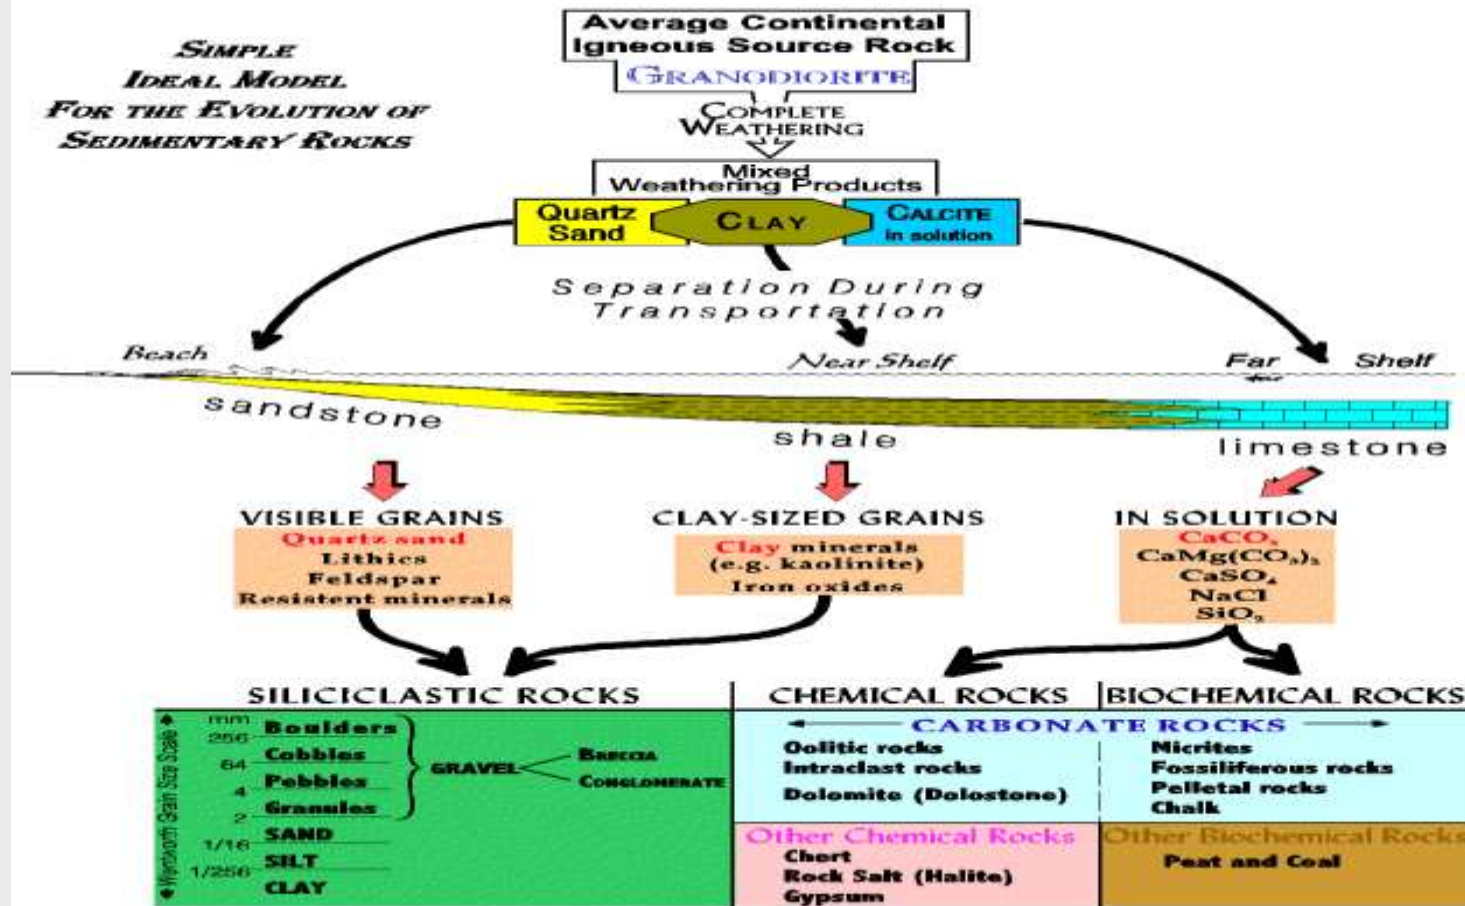 SIMPLE
IDEAL MODEL
FOR THE EVOLUTION OF
SEDIMENTARY ROCKS
Average Continental
Igneous Source Rock
GRANODIORITE
COMPLETE
WEATHERING
Mixed
Weathering Products
Quartz
Sand
CLAY
CALCITE
in solution
Separation During
Transportation
Beach
Near Shelf
Far Shelf
sandstone
shale
limestone
VISIBLE GRAINS
Quartz sand
Lithics
Feldspar
Resistent minerals
CLAY-SIZED GRAINS
Clay minerals
(e.g. kaolinite)
Iron oxides
IN SOLUTION
CaCO₃
CaMg(CO₃)₂
CaSO₄
NaCl
SiO₂
SILICICLASTIC ROCKS
Wentworth Grain Size Scale
mm
256
64
4
2
1/16
1/256
Boulders
Cobbles
Pebbles
Granules
SAND
SILT
CLAY
GRAVEL
BRECCIA
CONGLOMERATE
CHEMICAL ROCKS
BIOCHEMICAL ROCKS
CARBONATE ROCKS
Oolitic rocks
Intraclast rocks
Dolomite (Dolostone)
Micrites
Fossiliferous rocks
Pelletal rocks
Chalk
Other Chemical Rocks
Chert
Rock Salt (Halite)
Gypsum
Other Biochemical Rocks
Peat and Coal